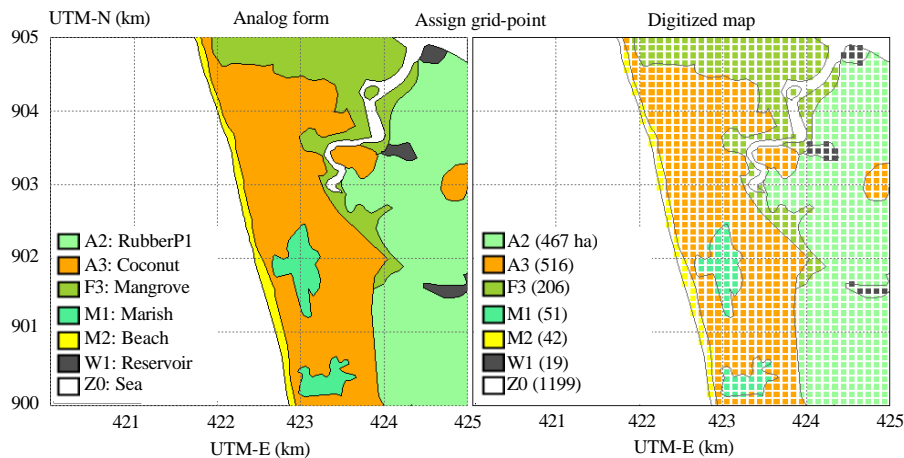 UTM-N (km) Analog form Assign grid-point Digitized map
905
904
903
902
901
900
A2: RubberP1
A3: Coconut
F3: Mangrove
M1: Marish
M2: Beach
W1: Reservoir
Z0: Sea
421 422 423 424 425
UTM-E (km)
A2 (467 ha)
A3 (516)
F3 (206)
M1 (51)
M2 (42)
W1 (19)
Z0 (1199)
421 422 423 424 425
UTM-E (km)